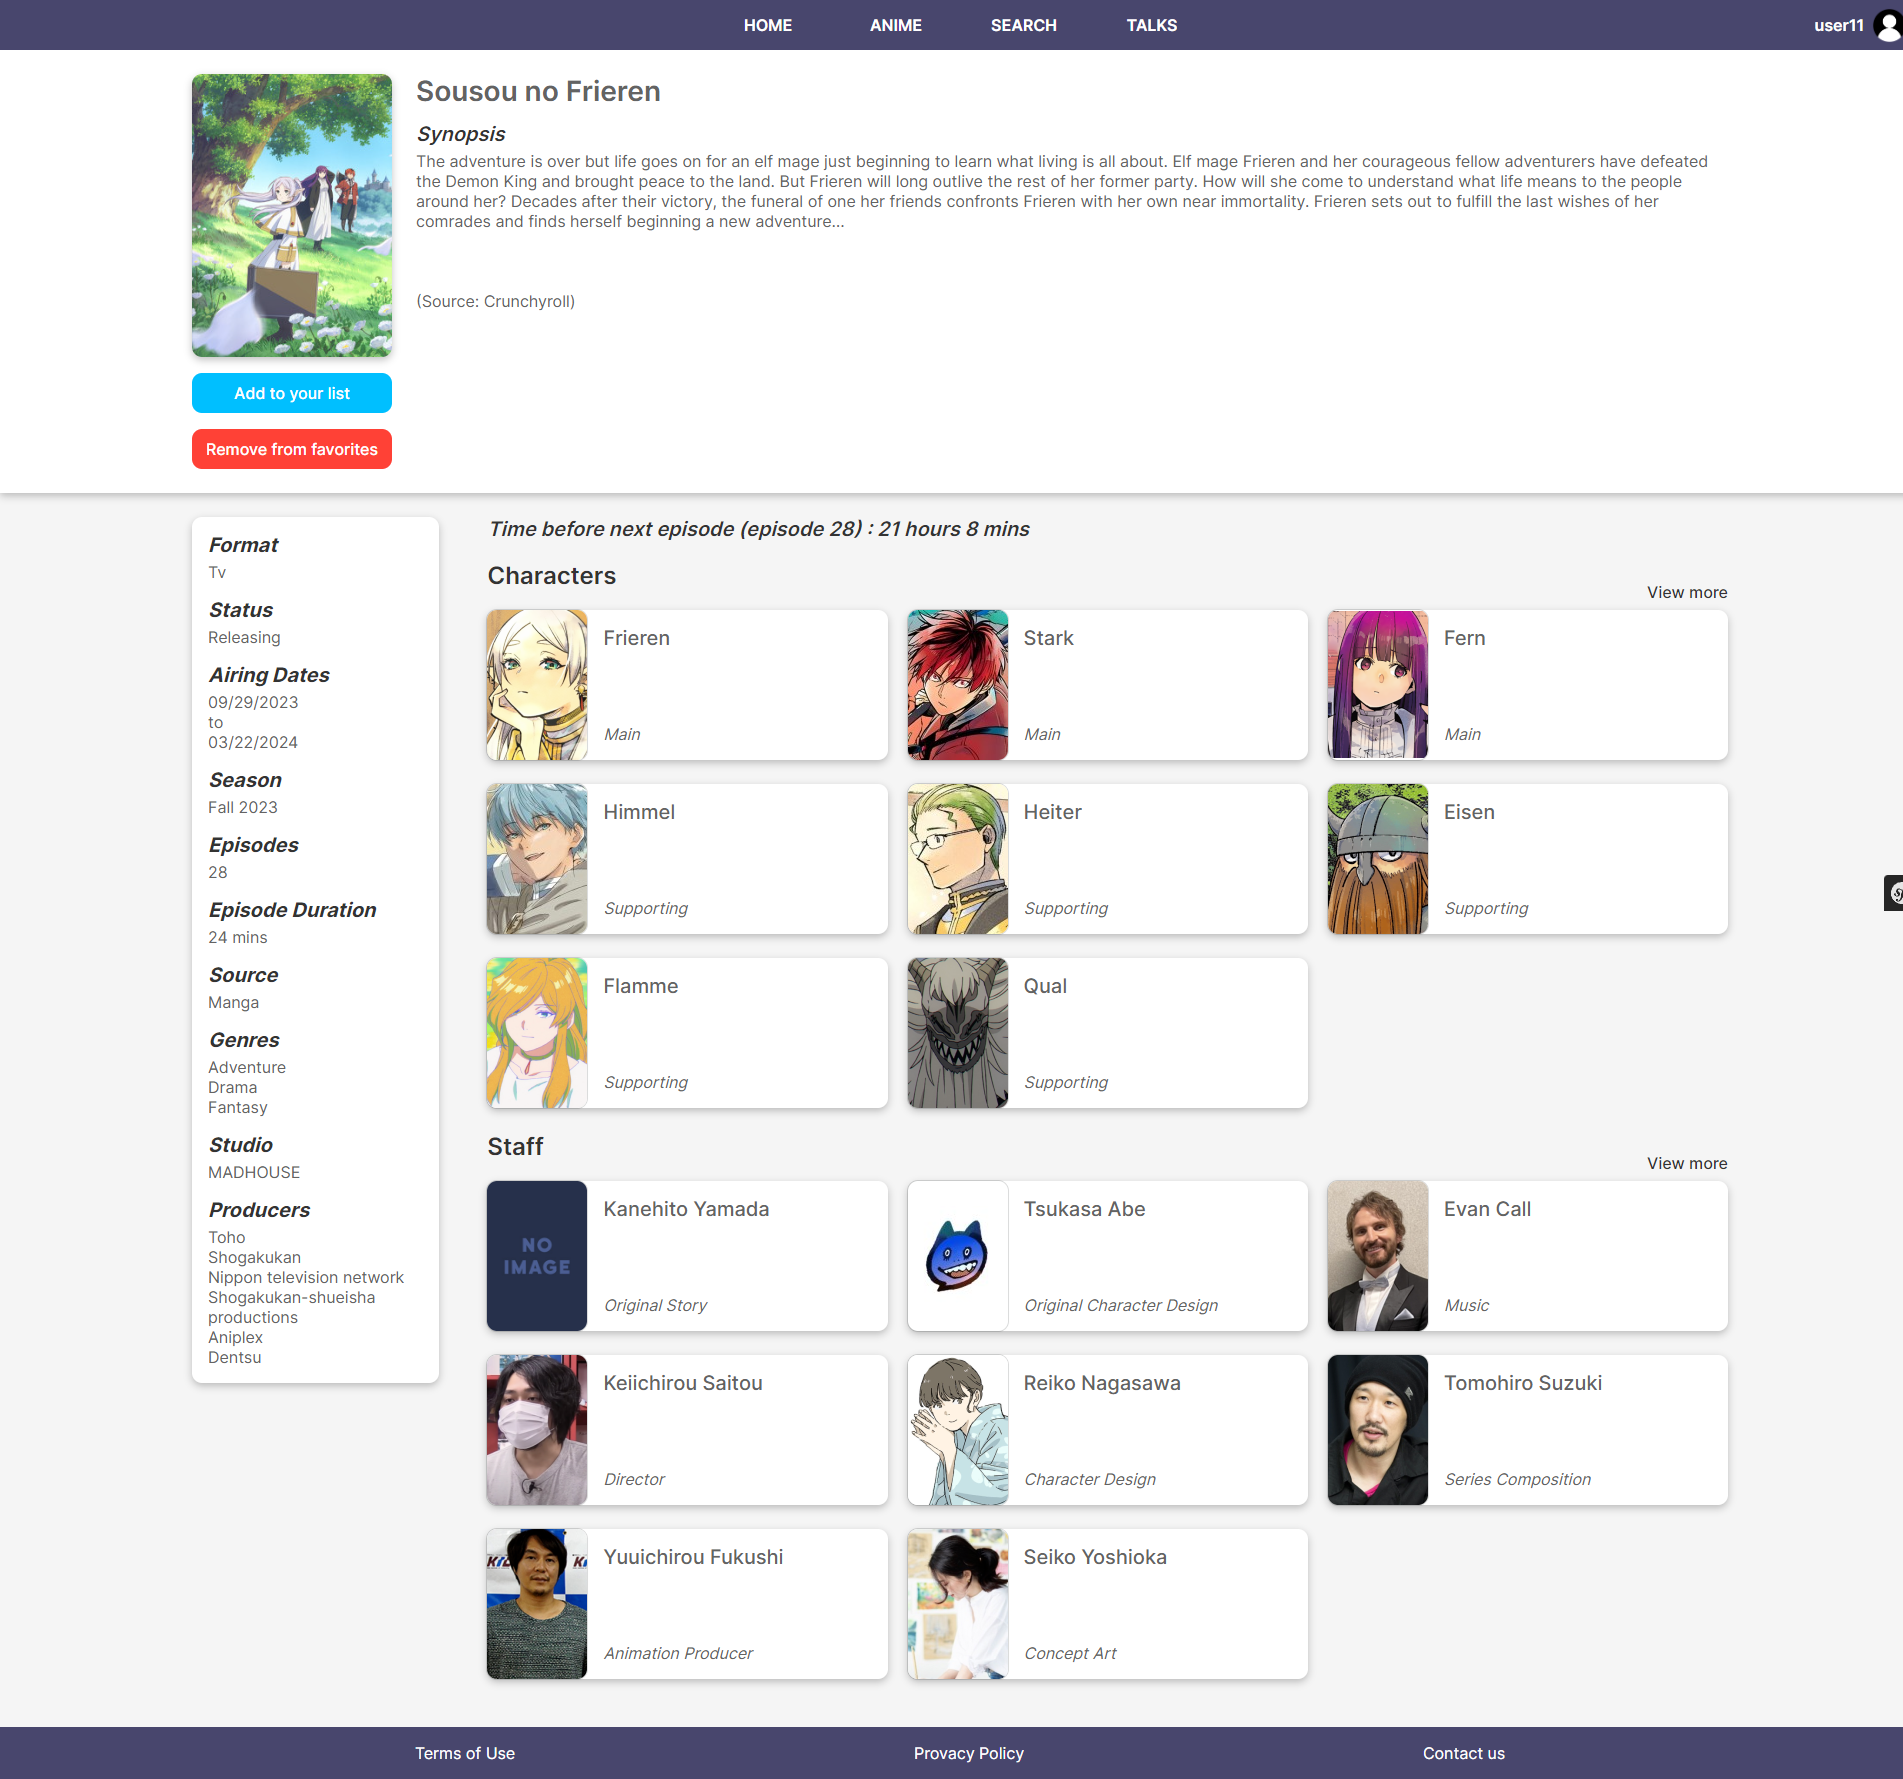 HOME ANIME SEARCH TALKS user11
Sousou no Frieren
Synopsis
The adventure is over but life goes on for an elf mage just beginning to learn what living is all about. Elf mage Frieren and her courageous fellow adventurers have defeated
the Demon King and brought peace to the land. But Frieren will long outlive the rest of her former party. How will she come to understand what life means to the people
around her? Decades after their victory, the funeral of one her friends confronts Frieren with her own near immortality. Frieren sets out to fulfill the last wishes of her
comrades and finds herself beginning a new adventure...
(Source: Crunchyroll)
Add to your list
Remove from favorites
Format
Tv
Status
Releasing
Airing Dates
09/29/2023
to
03/22/2024
Season
Fall 2023
Episodes
28
Episode Duration
24 mins
Source
Manga
Genres
Adventure
Drama
Fantasy
Studio
MADHOUSE
Producers
Toho
Shogakukan
Nippon television network
Shogakukan-shueisha
productions
Aniplex
Dentsu
Time before next episode (episode 28) : 21 hours 8 mins
Characters
View more
Frieren
Main
Stark
Main
Fern
Main
Himmel
Supporting
Heiter
Supporting
Eisen
Supporting
Flamme
Supporting
Qual
Supporting
Staff
View more
NO
IMAGE
Kanehito Yamada
Original Story
Tsukasa Abe
Original Character Design
Evan Call
Music
Keiichirou Saitou
Director
Reiko Nagasawa
Character Design
Tomohiro Suzuki
Series Composition
Yuuichirou Fukushi
Animation Producer
Seiko Yoshioka
Concept Art
Terms of Use Provacy Policy Contact us